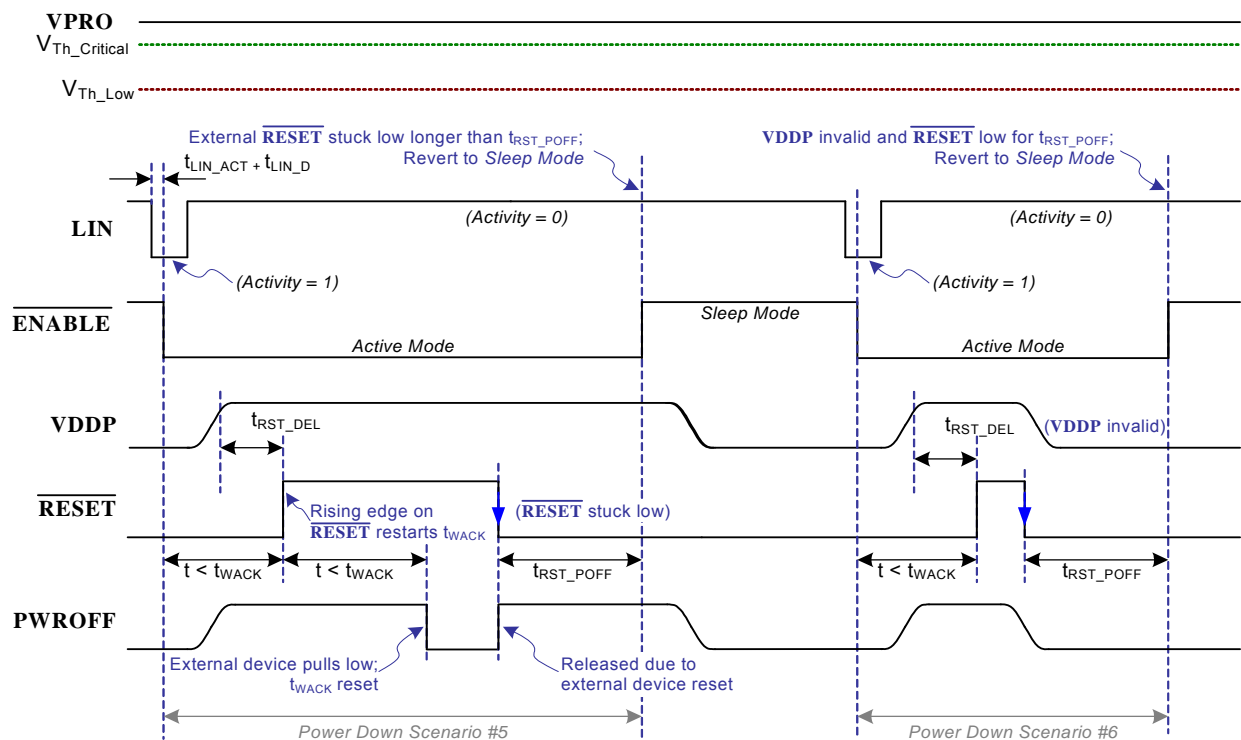 VPRO
VTh_Critical
VTh_Low
External RESET stuck low longer than tRST_POFF;
Revert to Sleep Mode
VDDP invalid and RESET low for tRST_POFF;
Revert to Sleep Mode
tLIN_ACT + tLIN_D
LIN
(Activity = 0)
(Activity = 0)
(Activity = 1)
(Activity = 1)
ENABLE
Sleep Mode
Active Mode
Active Mode
VDDP
tRST_DEL
tRST_DEL
(VDDP invalid)
RESET
Rising edge on
RESET restarts tWACK
(RESET stuck low)
t < tWACK
t < tWACK
tRST_POFF
t < tWACK
tRST_POFF
PWROFF
External device pulls low;
tWACK reset
Released due to
external device reset
Power Down Scenario #5
Power Down Scenario #6